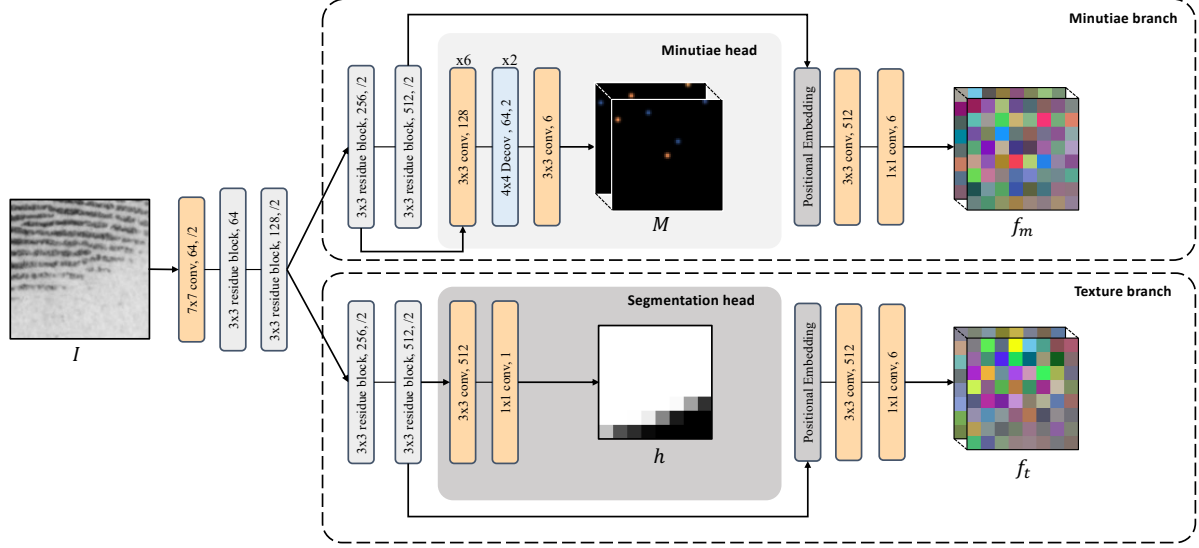 Minutiae branch
Minutiae head
x6
x2
3x3 residue block, 256, /2
3x3 residue block, 512, /2
3x3 conv, 128
4x4 Decov , 64, 2
3x3 conv, 6
M
Positional Embedding
3x3 conv, 512
1x1 conv, 6
f_m
I
7x7 conv, 64, /2
3x3 residue block, 64
3x3 residue block, 128, /2
Texture branch
Segmentation head
3x3 residue block, 256, /2
3x3 residue block, 512, /2
3x3 conv, 512
1x1 conv, 1
h
Positional Embedding
3x3 conv, 512
1x1 conv, 6
f_t